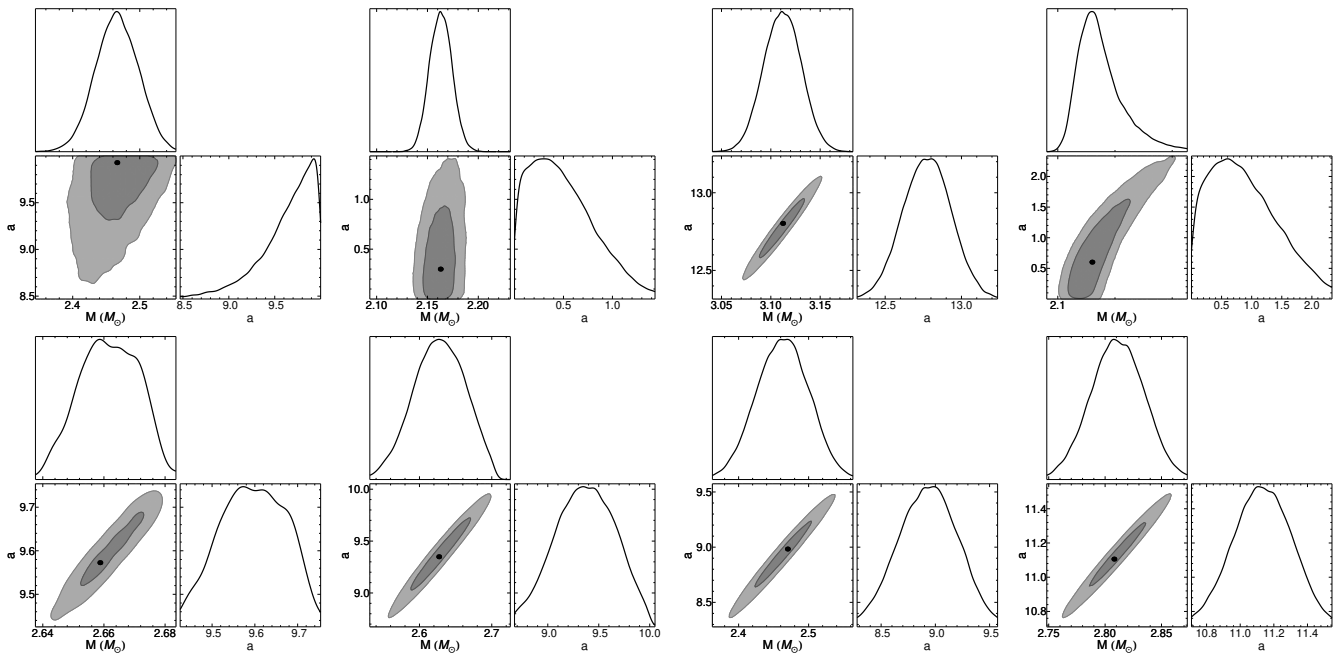 9.5
9.0
8.5
a
2.4 2.5
M (M⊙)
8.5 9.0 9.5
a
1.0
0.5
a
2.10 2.15 2.20
M (M⊙)
0.5 1.0
a
13.0
12.5
a
3.05 3.10 3.15
M (M⊙)
12.5 13.0
a
2.0
1.5
1.0
0.5
a
2.1
M (M⊙)
0.5 1.0 1.5 2.0
a
9.7
9.6
9.5
a
2.64 2.66 2.68
M (M⊙)
9.5 9.6 9.7
a
10.0
9.5
9.0
a
2.6 2.7
M (M⊙)
9.0 9.5 10.0
a
9.5
9.0
8.5
a
2.4 2.5
M (M⊙)
8.5 9.0 9.5
a
11.4
11.2
11.0
10.8
a
2.75 2.80 2.85
M (M⊙)
10.8 11.0 11.2 11.4
a